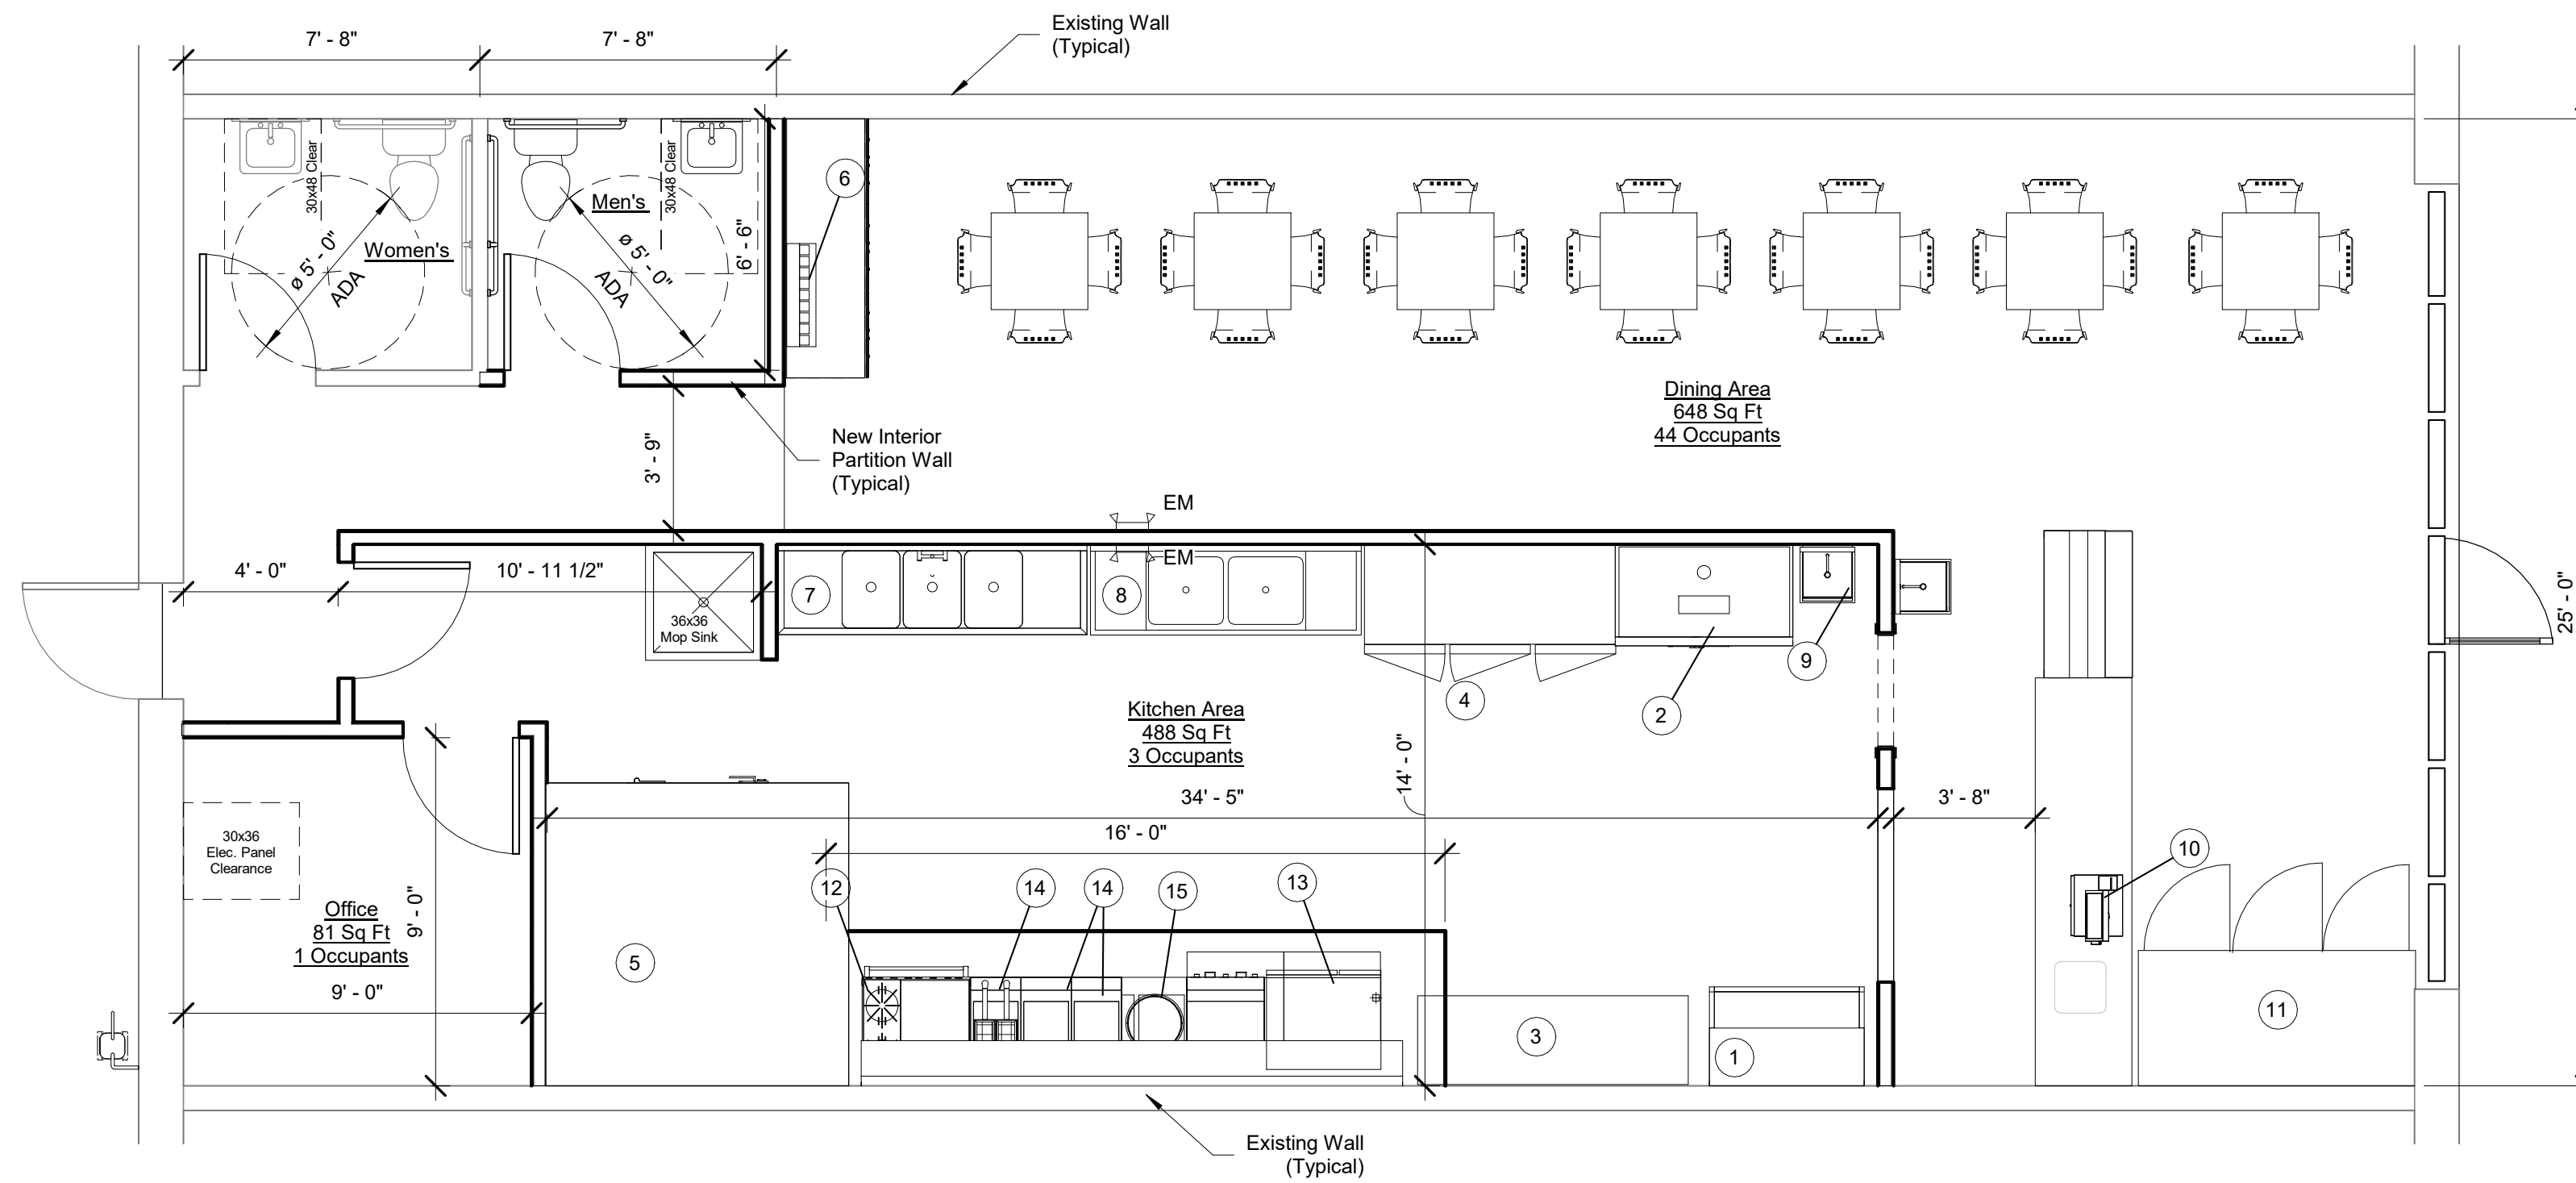 7' - 8"
7' - 8"
Existing Wall
(Typical)
30x48 Clear
Men's
30x48 Clear
6
Women's
ø 5' - 0"
ADA
ø 5' - 0"
ADA
6' - 6"
Dining Area
648 Sq Ft
44 Occupants
New Interior
Partition Wall
(Typical)
3' - 9"
EM
EM
4' - 0"
10' - 11 1/2"
36x36
Mop Sink
7
8
9
4
2
25' - 0"
Kitchen Area
488 Sq Ft
3 Occupants
14' - 0"
34' - 5"
3' - 8"
16' - 0"
30x36
Elec. Panel
Clearance
12
14
14
15
13
10
Office
81 Sq Ft
1 Occupants
9' - 0"
9' - 0"
5
3
1
11
Existing Wall
(Typical)